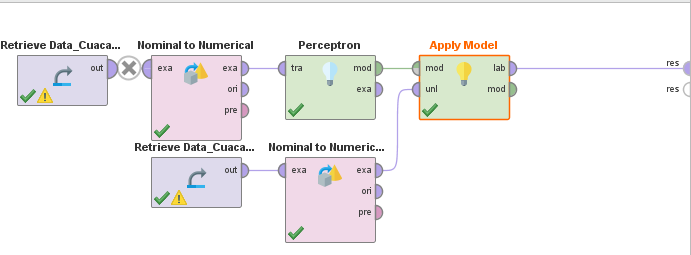 Retrieve Data_Cuaca...
Nominal to Numerical
Perceptron
Apply Model
out
exa
exa
ori
pre
tra
mod
exa
mod
lab
unl
mod
res
res
Retrieve Data_Cuaca...
Nominal to Numeric...
out
exa
exa
ori
pre